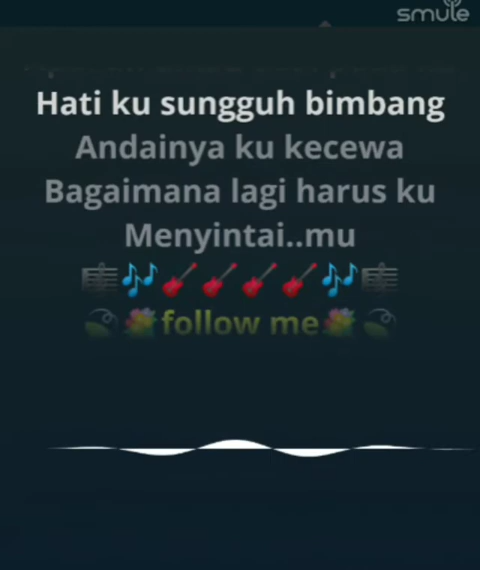 smule
Hati ku sungguh bimbang
Andainya ku kecewa
Bagaimana lagi harus ku
Menyintai..mu
🎼🎶🎸🎸🎸🎸🎶🎼
follow me